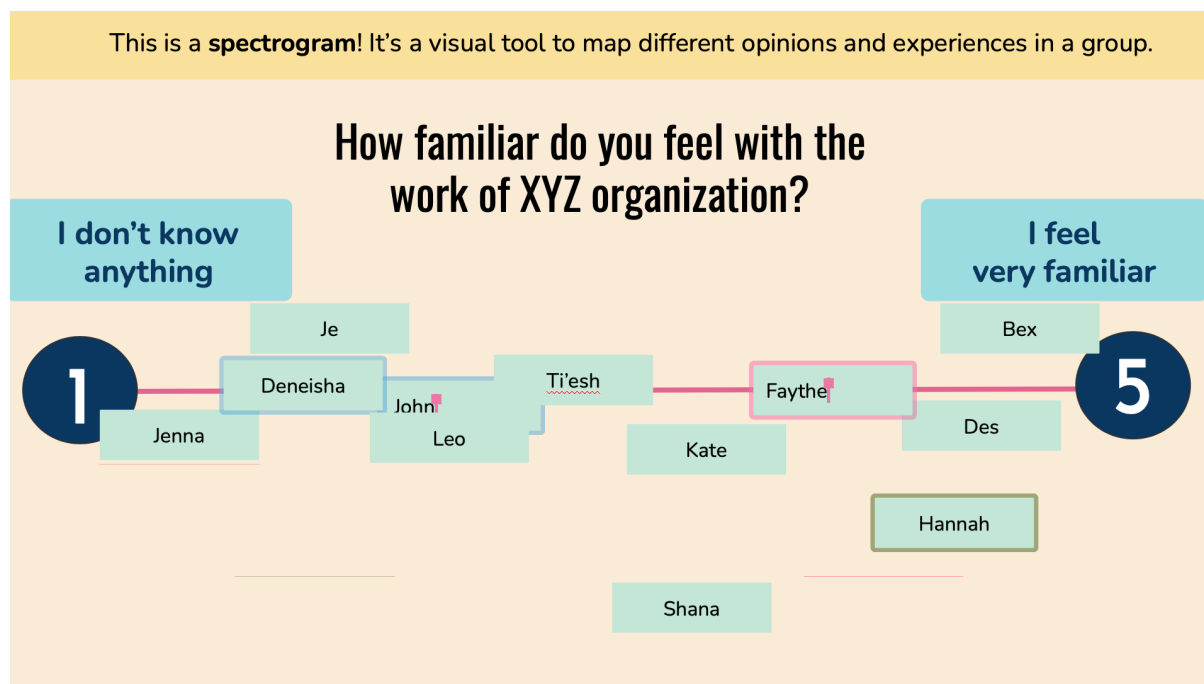 This is a spectrogram! It’s a visual tool to map different opinions and experiences in a group.
How familiar do you feel with the
work of XYZ organization?
I don’t know
anything
I feel
very familiar
Je
Bex
1
Deneisha
John
Ti’esh
Faythe
5
Jenna
Leo
Kate
Des
Hannah
Shana